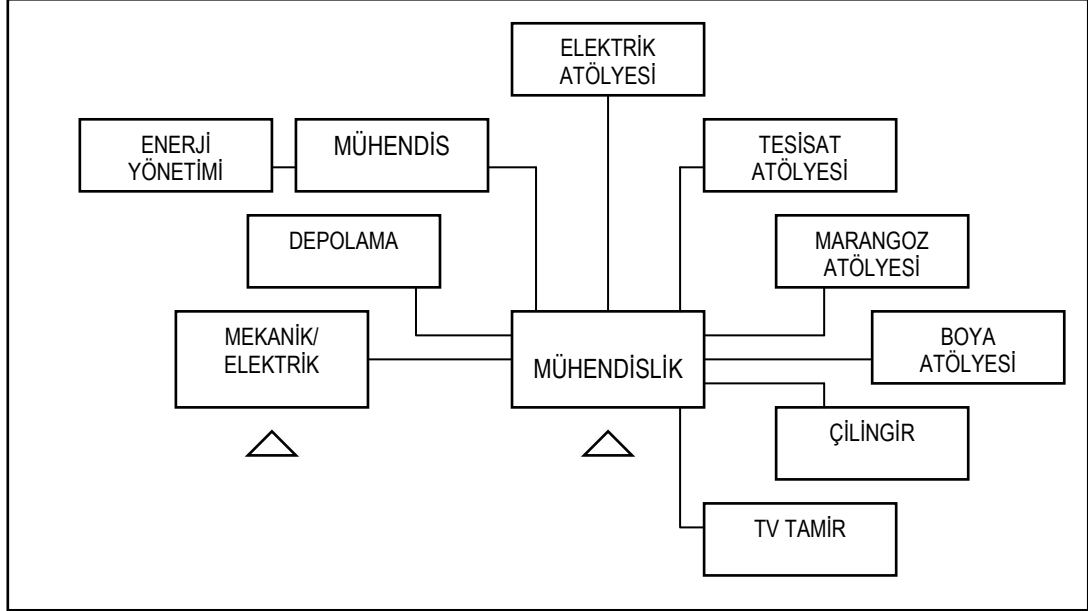 ELEKTRİK
ATÖLYESİ
ENERJİ
YÖNETİMİ
MÜHENDİS
TESİSAT
ATÖLYESİ
DEPOLAMA
MARANGOZ
ATÖLYESİ
MEKANİK/
ELEKTRİK
MÜHENDİSLİK
BOYA
ATÖLYESİ
ÇİLİNGİR
TV TAMİR